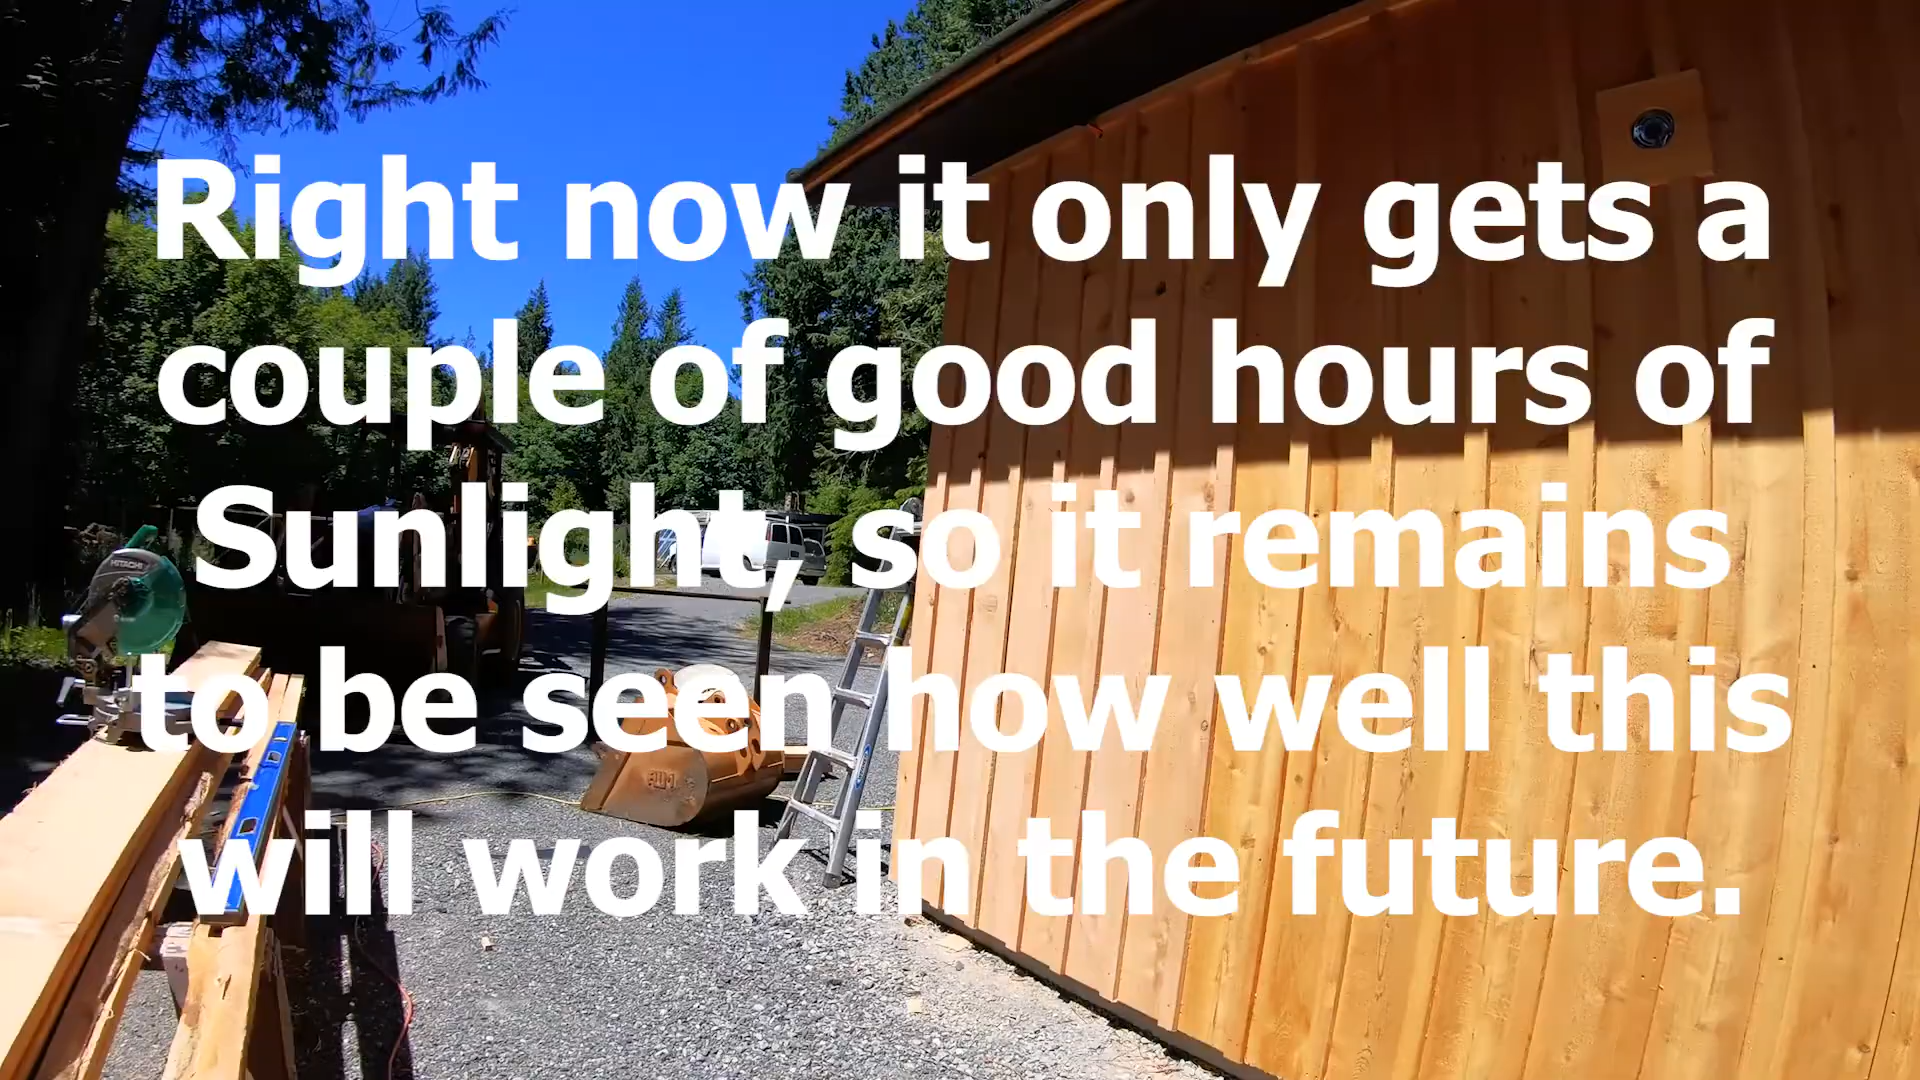 Right now it only gets a
couple of good hours of
Sunlight, so it remains
to be seen how well this
will work in the future.
HITACHI